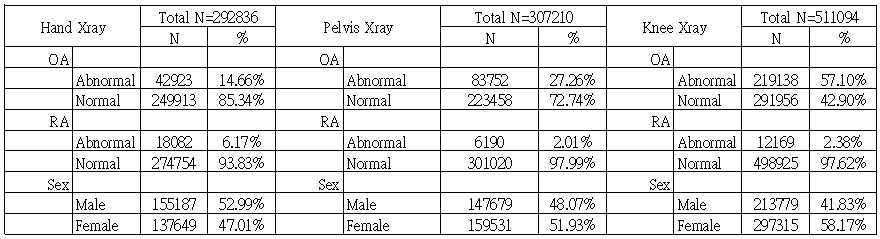 Hand Xray Total N=292836 Pelvis Xray Total N=307210 Knee Xray Total N=511094
N % N % N %
OA OA OA
Abnormal 42923 14.66% Abnormal 83752 27.26% Abnormal 219138 57.10%
Normal 249913 85.34% Normal 223458 72.74% Normal 291956 42.90%
RA RA RA
Abnormal 18082 6.17% Abnormal 6190 2.01% Abnormal 12169 2.38%
Normal 274754 93.83% Normal 301020 97.99% Normal 498925 97.62%
Sex Sex Sex
Male 155187 52.99% Male 147679 48.07% Male 213779 41.83%
Female 137649 47.01% Female 159531 51.93% Female 297315 58.17%